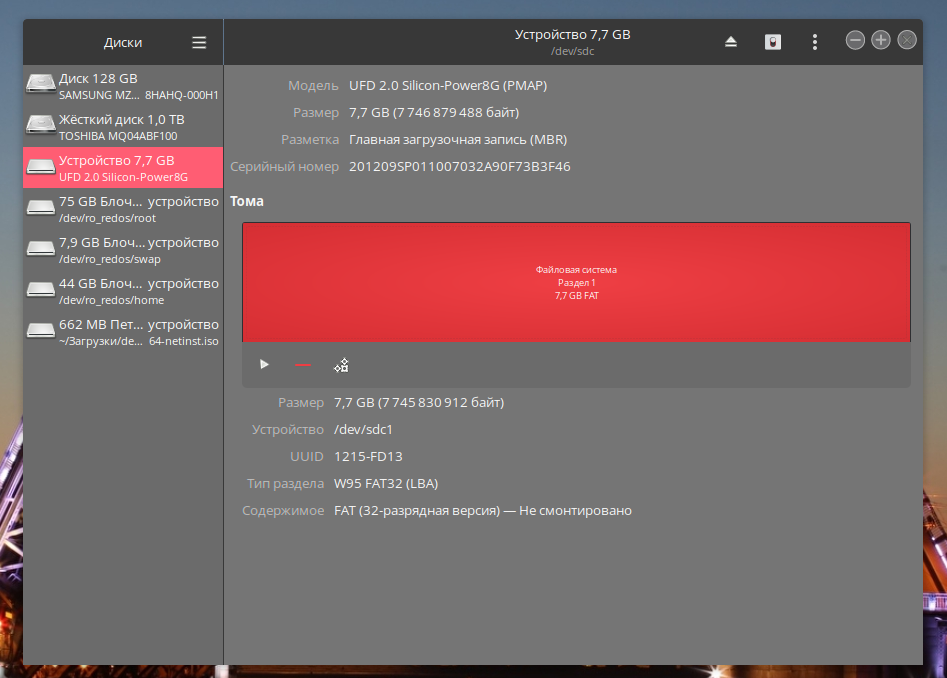 Диски
Устройство 7,7 GB
/dev/sdc
Диск 128 GB
SAMSUNG MZ... 8HAHQ-000H1
Жёсткий диск 1,0 TB
TOSHIBA MQ04ABF100
Устройство 7,7 GB
UFD 2.0 Silicon-Power8G
75 GB Блоч... устройство
/dev/ro_redos/root
7,9 GB Блоч... устройство
/dev/ro_redos/swap
44 GB Блоч... устройство
/dev/ro_redos/home
662 MB Пет... устройство
~/Загрузки/de... 64-netinst.iso
Модель UFD 2.0 Silicon-Power8G (PMAP)
Размер 7,7 GB (7 746 879 488 байт)
Разметка Главная загрузочная запись (MBR)
Серийный номер 201209SP011007032A90F73B3F46
Тома
Файловая система
Раздел 1
7,7 GB FAT
Размер 7,7 GB (7 745 830 912 байт)
Устройство /dev/sdc1
UUID 1215-FD13
Тип раздела W95 FAT32 (LBA)
Содержимое FAT (32-разрядная версия) — Не смонтировано